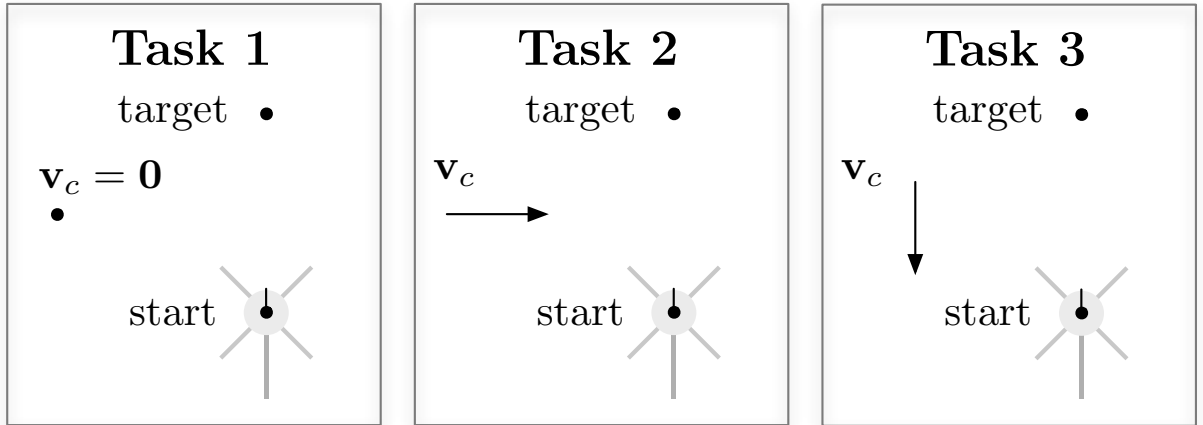 Task 1
target
v_c = 0
start
Task 2
target
v_c
start
Task 3
target
v_c
start